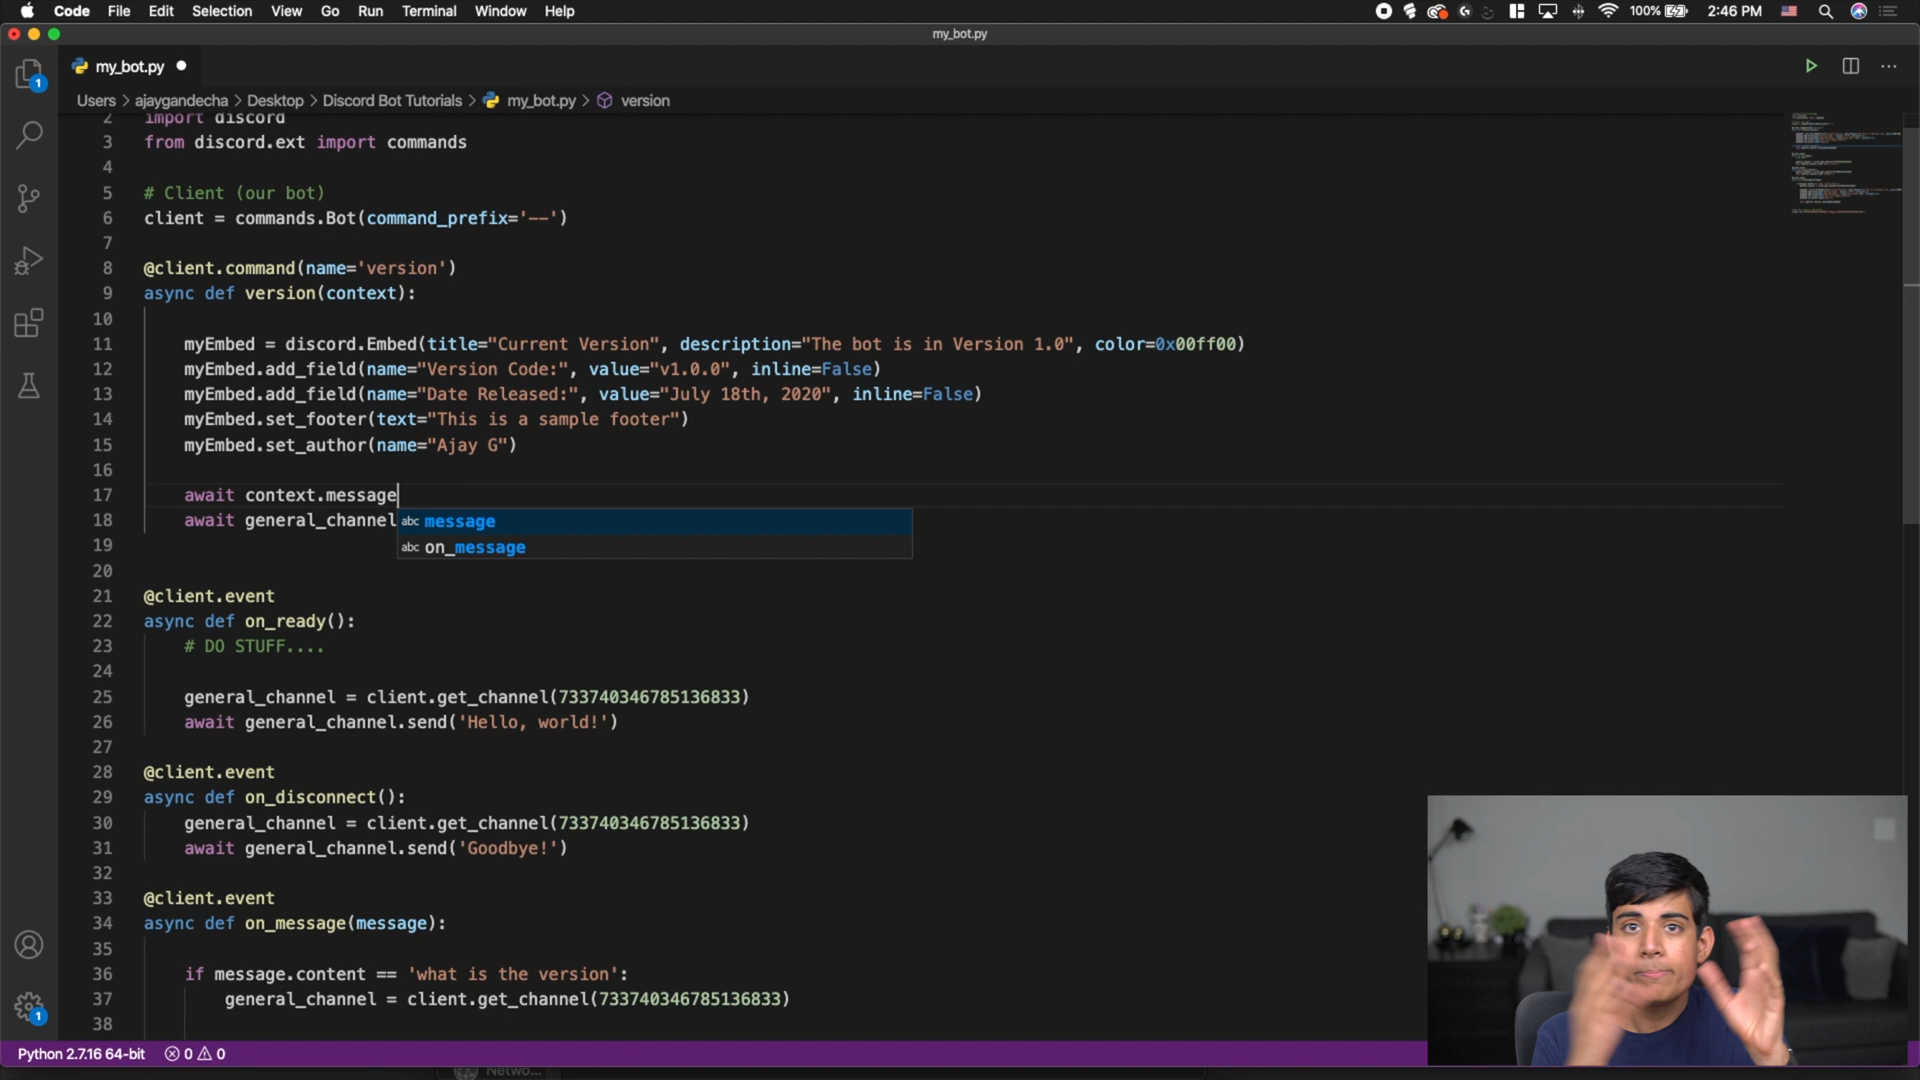 Code File Edit Selection View Go Run Terminal Window Help 100% 2:46 PM
my_bot.py
my_bot.py
Users > ajaygandecha > Desktop > Discord Bot Tutorials > my_bot.py > version
2 import discord
3 from discord.ext import commands
4
5 # Client (our bot)
6 client = commands.Bot(command_prefix='--')
7
8 @client.command(name='version')
9 async def version(context):
10
11 myEmbed = discord.Embed(title="Current Version", description="The bot is in Version 1.0", color=0x00ff00)
12 myEmbed.add_field(name="Version Code:", value="v1.0.0", inline=False)
13 myEmbed.add_field(name="Date Released:", value="July 18th, 2020", inline=False)
14 myEmbed.set_footer(text="This is a sample footer")
15 myEmbed.set_author(name="Ajay G")
16
17 await context.message
18 await general_channel
abc message
abc on_message
19
20
21 @client.event
22 async def on_ready():
23 # DO STUFF....
24
25 general_channel = client.get_channel(733740346785136833)
26 await general_channel.send('Hello, world!')
27
28 @client.event
29 async def on_disconnect():
30 general_channel = client.get_channel(733740346785136833)
31 await general_channel.send('Goodbye!')
32
33 @client.event
34 async def on_message(message):
35
36 if message.content == 'what is the version':
37 general_channel = client.get_channel(733740346785136833)
38
1
1
Python 2.7.16 64-bit 0 0
Netwo...